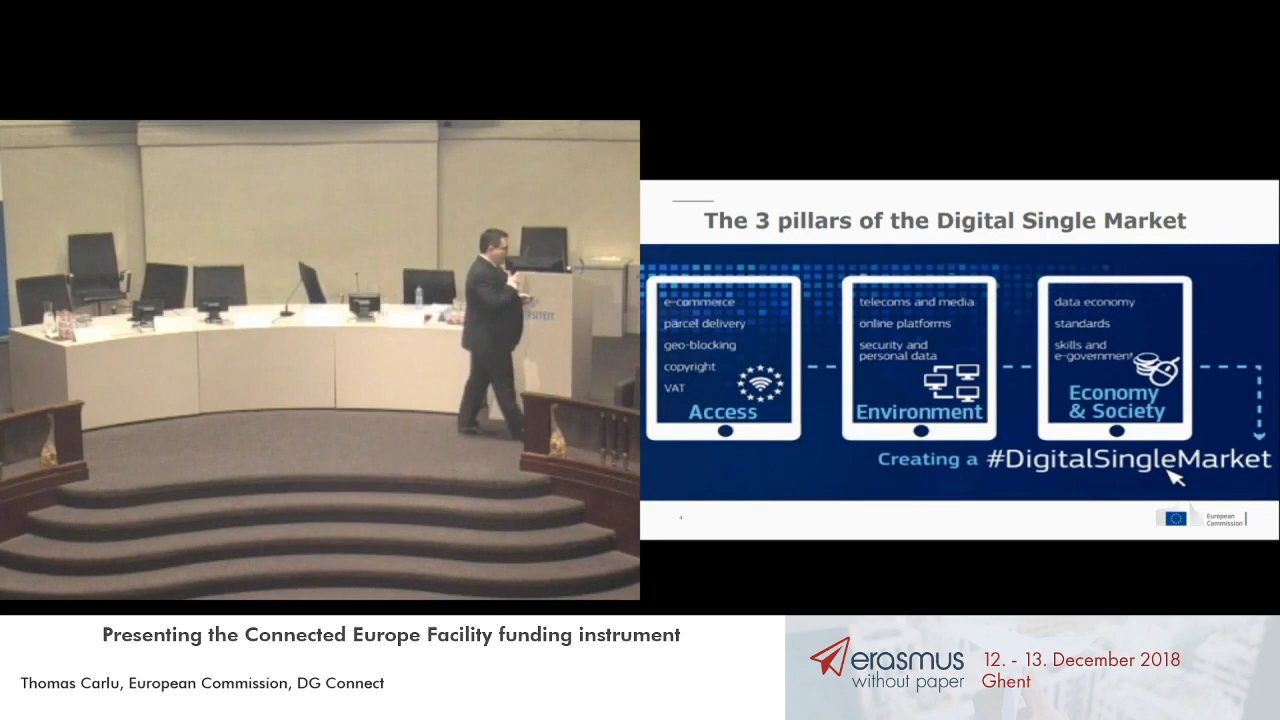 The 3 pillars of the Digital Single Market
e-commerce
parcel delivery
geo-blocking
copyright
VAT
Access
telecoms and media
online platforms
security and
personal data
Environment
data economy
standards
skills and
e-government
Economy
& Society
Creating a #DigitalSingleMarket
4
European
Commission
Presenting the Connected Europe Facility funding instrument
Thomas Carlu, European Commission, DG Connect
erasmus
without paper
12. - 13. December 2018
Ghent